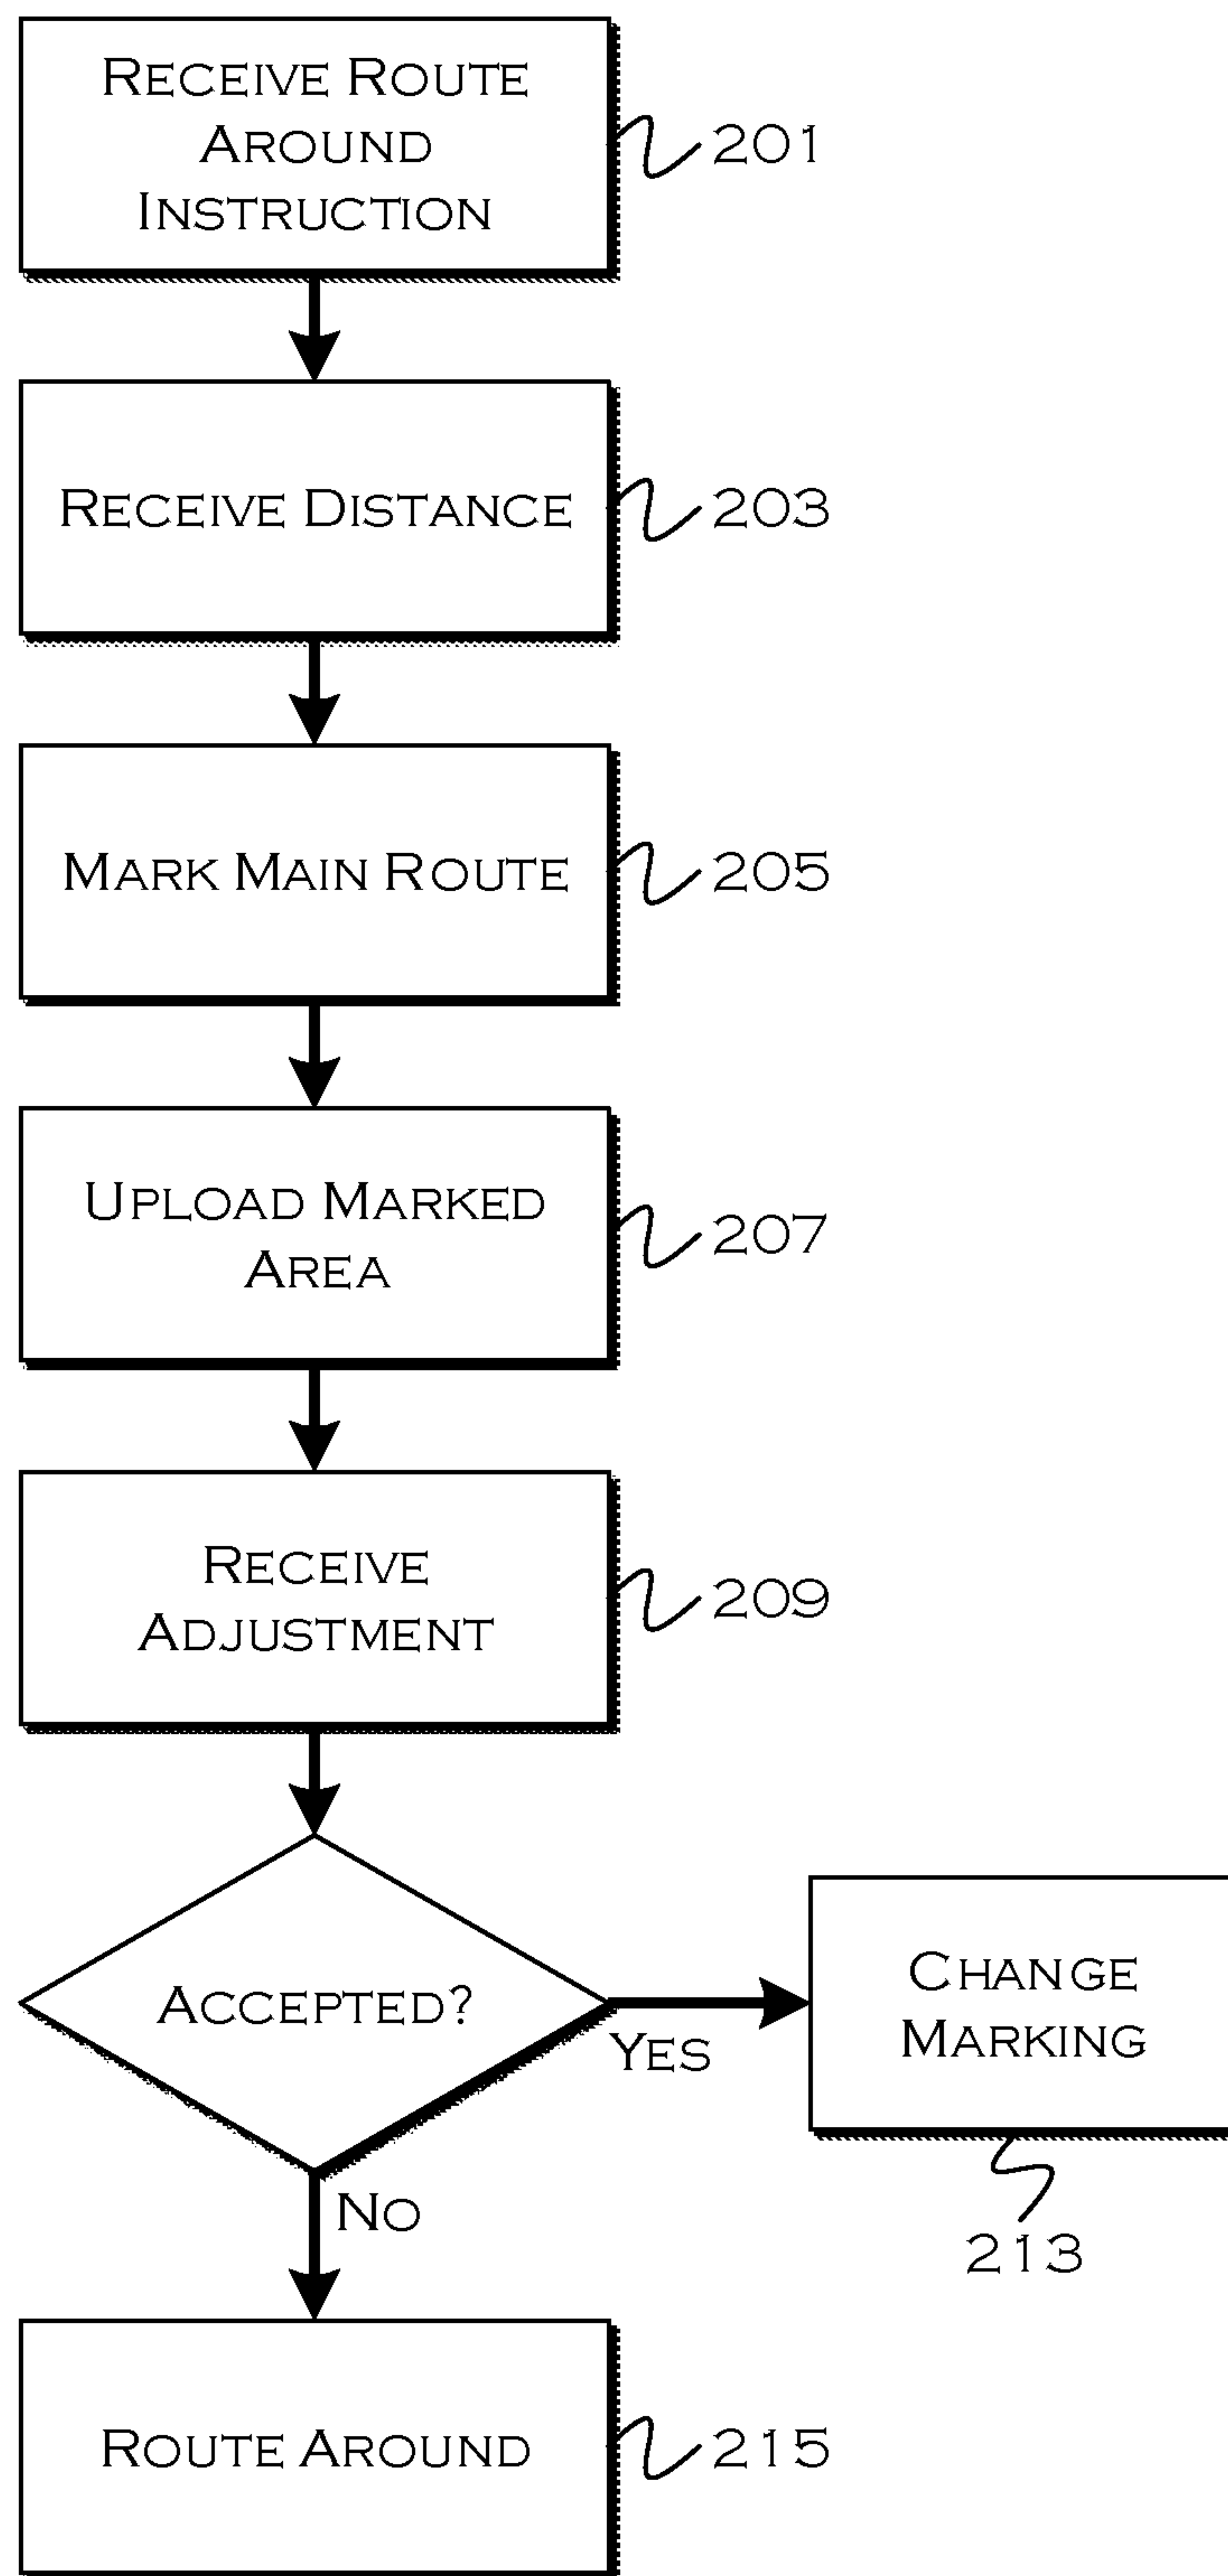 RECEIVE ROUTE
AROUND
INSTRUCTION
201
RECEIVE DISTANCE
203
MARK MAIN ROUTE
205
UPLOAD MARKED
AREA
207
RECEIVE
ADJUSTMENT
209
ACCEPTED?
YES
CHANGE
MARKING
213
NO
ROUTE AROUND
215